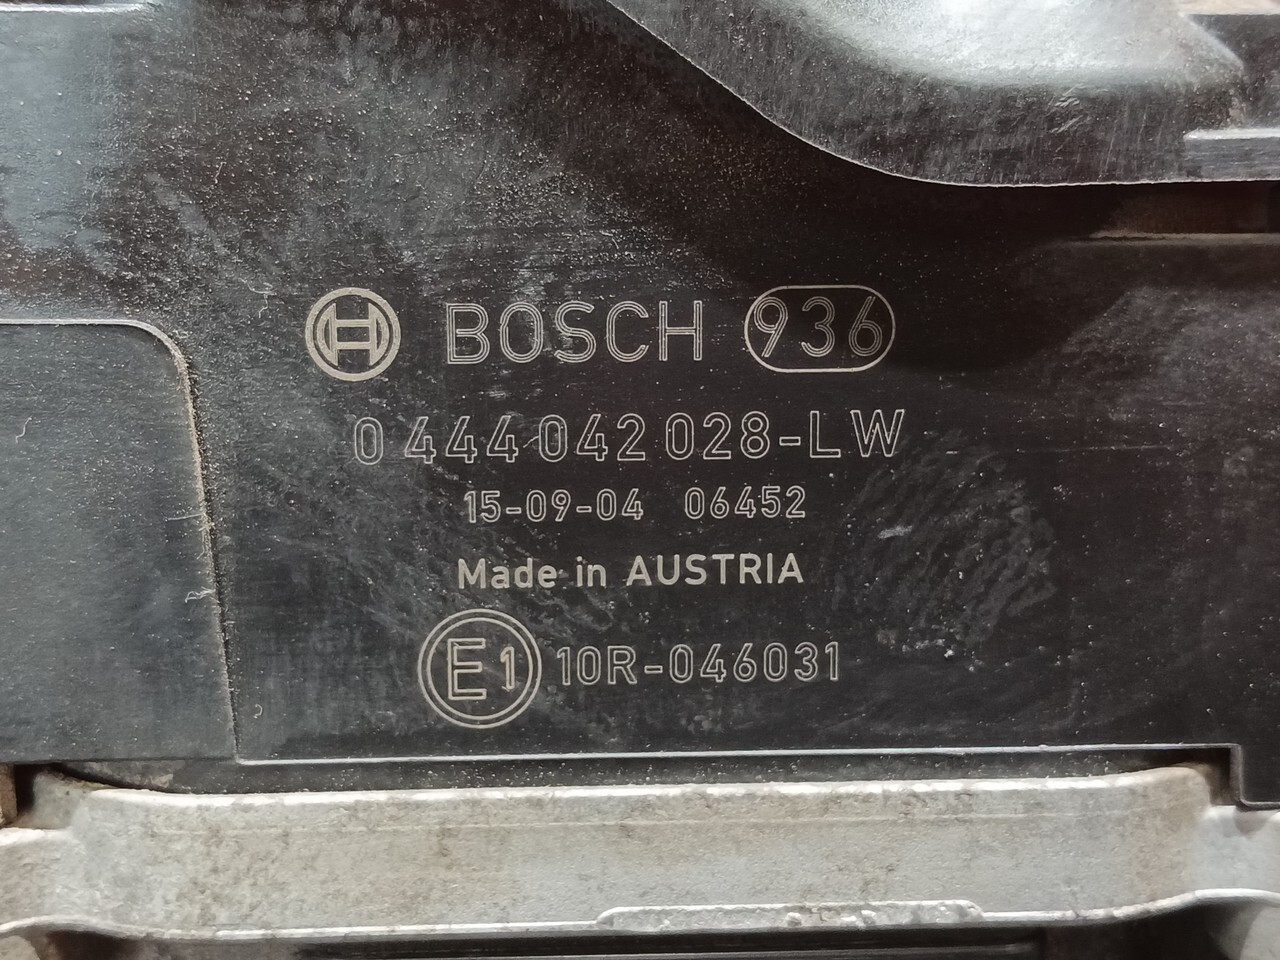 BOSCH 936
0 444 042 028-LW
15-09-04 06452
Made in AUSTRIA
E1 10R-046031